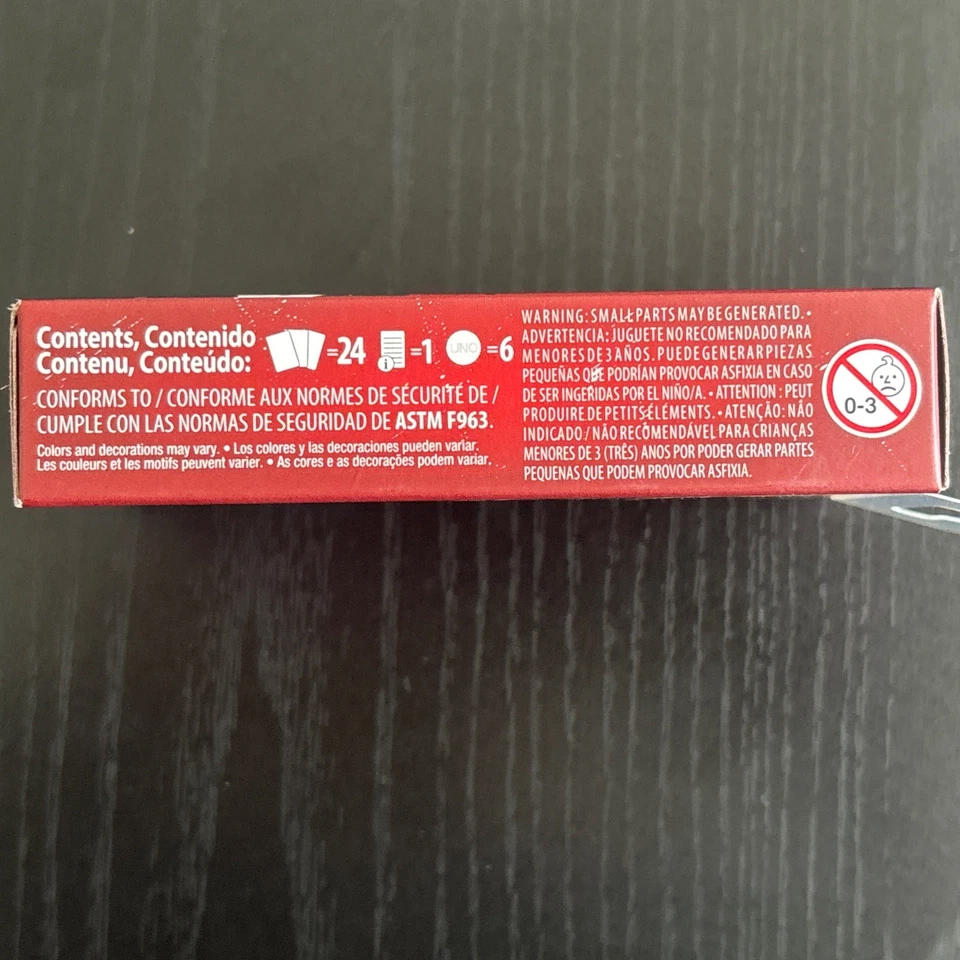 Contents, Contenido
Contenu, Conteúdo:
=24
i
=1
UNO
=6
CONFORMS TO / CONFORME AUX NORMES DE SÉCURITÉ DE /
CUMPLE CON LAS NORMAS DE SEGURIDAD DE ASTM F963.
Colors and decorations may vary. • Los colores y las decoraciones pueden variar.
Les couleurs et les motifs peuvent varier. • As cores e as decorações podem variar.
WARNING: SMALL PARTS MAY BE GENERATED. •
ADVERTENCIA: JUGUETE NO RECOMENDADO PARA
MENORES DE 3 AÑOS. PUEDE GENERAR PIEZAS
PEQUEÑAS QUE PODRÍAN PROVOCAR ASFIXIA EN CASO
DE SER INGERIDAS POR EL NIÑO/A. • ATTENTION : PEUT
PRODUIRE DE PETITS ÉLÉMENTS. • ATENÇÃO: NÃO
INDICADO / NÃO RECOMENDÁVEL PARA CRIANÇAS
MENORES DE 3 (TRÊS) ANOS POR PODER GERAR PARTES
PEQUENAS QUE PODEM PROVOCAR ASFIXIA.
0-3